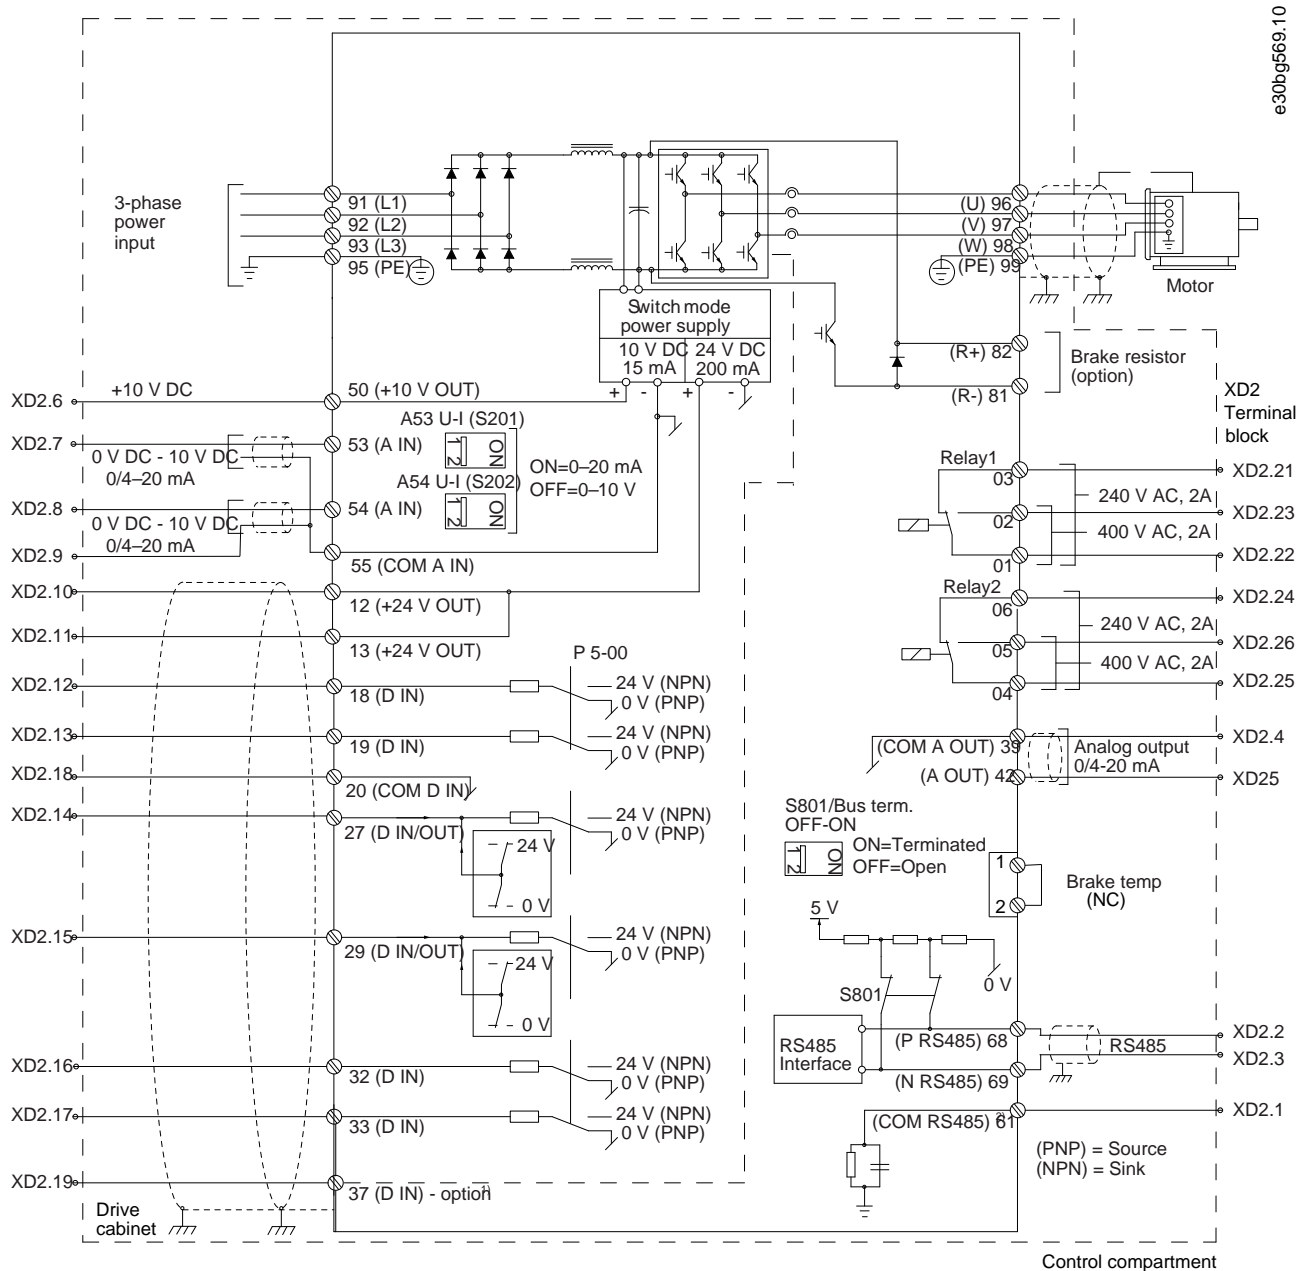 e30bg569.10
3-phase
power
input
91 (L1)
92 (L2)
93 (L3)
95 (PE)
(U) 96
(V) 97
(W) 98
(PE) 99
Motor
Switch mode
power supply
10 V DC
15 mA
24 V DC
200 mA
+ - + -
(R+) 82
(R-) 81
Brake resistor
(option)
XD2
Terminal
block
XD2.6
+10 V DC
50 (+10 V OUT)
A53 U-I (S201)
1 2
ON
XD2.7
0 V DC - 10 V DC
0/4–20 mA
53 (A IN)
ON=0–20 mA
OFF=0–10 V
A54 U-I (S202)
1 2
ON
XD2.8
0 V DC - 10 V DC
0/4–20 mA
54 (A IN)
XD2.9
55 (COM A IN)
XD2.10
12 (+24 V OUT)
XD2.11
13 (+24 V OUT)
P 5-00
XD2.12
18 (D IN)
24 V (NPN)
0 V (PNP)
XD2.13
19 (D IN)
24 V (NPN)
0 V (PNP)
XD2.18
20 (COM D IN)
XD2.14
27 (D IN/OUT)
24 V (NPN)
0 V (PNP)
24 V
0 V
XD2.15
29 (D IN/OUT)
24 V (NPN)
0 V (PNP)
24 V
0 V
XD2.16
32 (D IN)
24 V (NPN)
0 V (PNP)
XD2.17
33 (D IN)
24 V (NPN)
0 V (PNP)
XD2.19
37 (D IN) - option 1)
Drive
cabinet
Relay1
03
02
01
240 V AC, 2A
400 V AC, 2A
XD2.21
XD2.23
XD2.22
Relay2
06
05
04
240 V AC, 2A
400 V AC, 2A
XD2.24
XD2.26
XD2.25
(COM A OUT) 39
(A OUT) 42
Analog output
0/4-20 mA
XD2.4
XD25
S801/Bus term.
OFF-ON
1 2
ON
ON=Terminated
OFF=Open
1
2
Brake temp
(NC)
5 V
0 V
S801
RS485
Interface
(P RS485) 68
(N RS485) 69
RS485
XD2.2
XD2.3
(COM RS485) 61 2)
XD2.1
(PNP) = Source
(NPN) = Sink
Control compartment